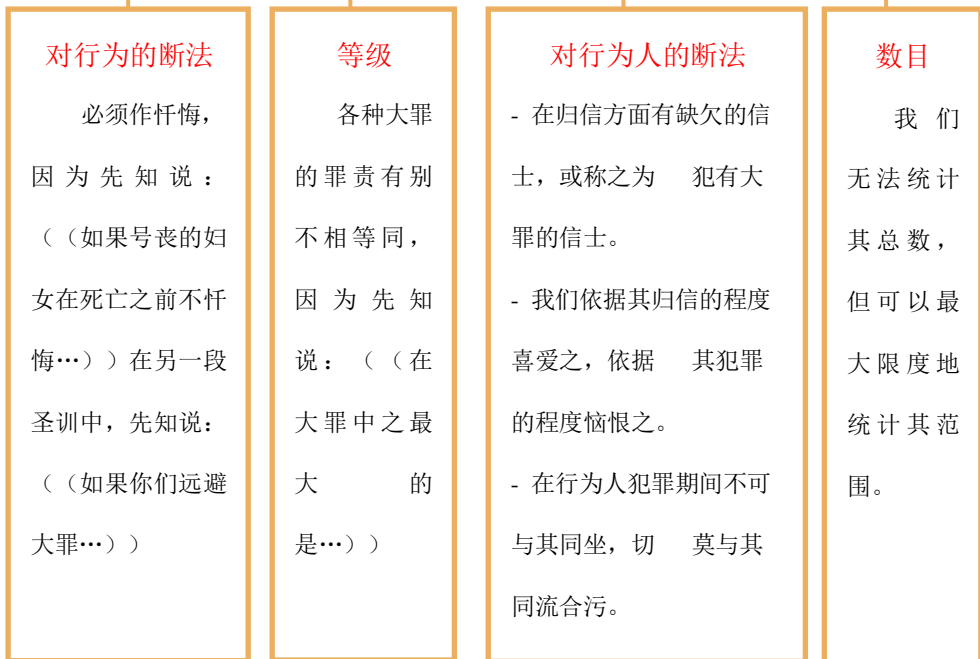 对行为的断法
必须作忏悔，
因为先知说：
（（如果号丧的妇
女在死亡之前不忏
悔…））在另一段
圣训中，先知说：
（（如果你们远避
大罪…））
等级
各种大罪
的罪责有别
不相等同，
因为先知
说：（（在
大罪中之最
大的
是…））
对行为人的断法
- 在归信方面有缺欠的信
士，或称之为 犯有大
罪的信士。
- 我们依据其归信的程度
喜爱之，依据 其犯罪
的程度恼恨之。
- 在行为人犯罪期间不可
与其同坐，切 莫与其
同流合污。
数目
我们
无法统计
其总数，
但可以最
大限度地
统计其范
围。